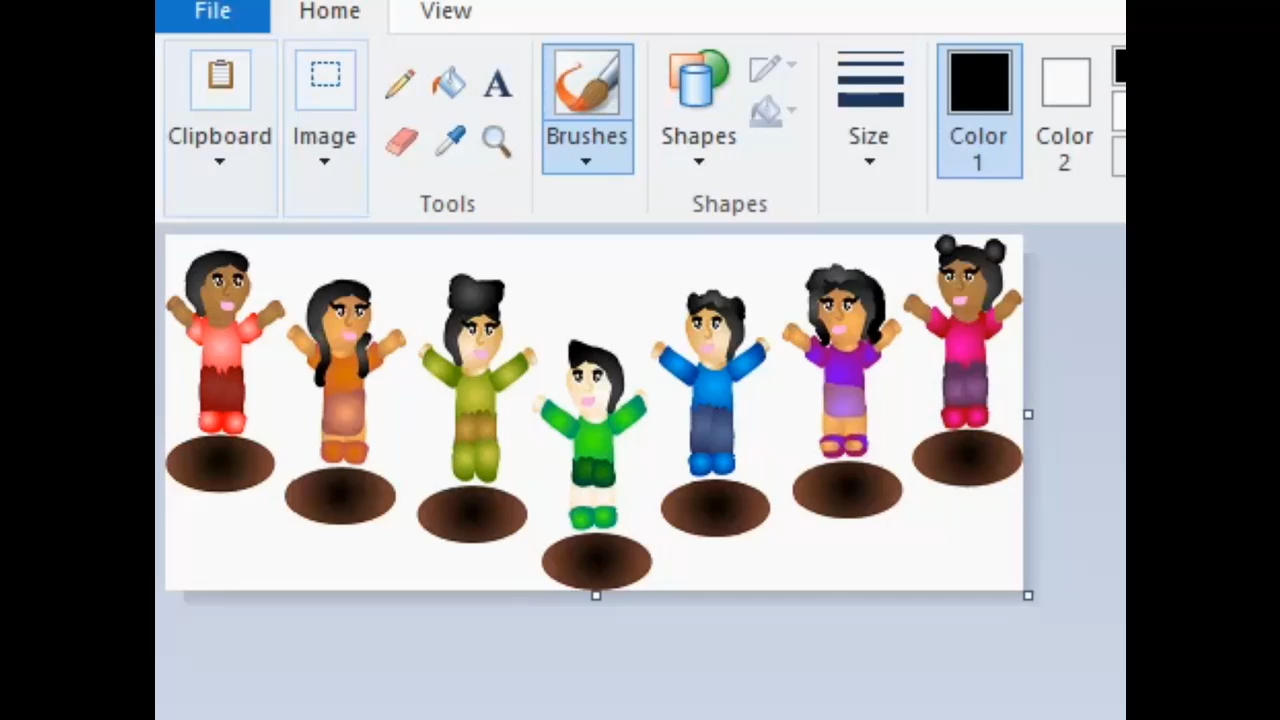 File Home View
Clipboard
Image
A
Tools
Brushes
Shapes
Shapes
Size
Color
1
Color
2